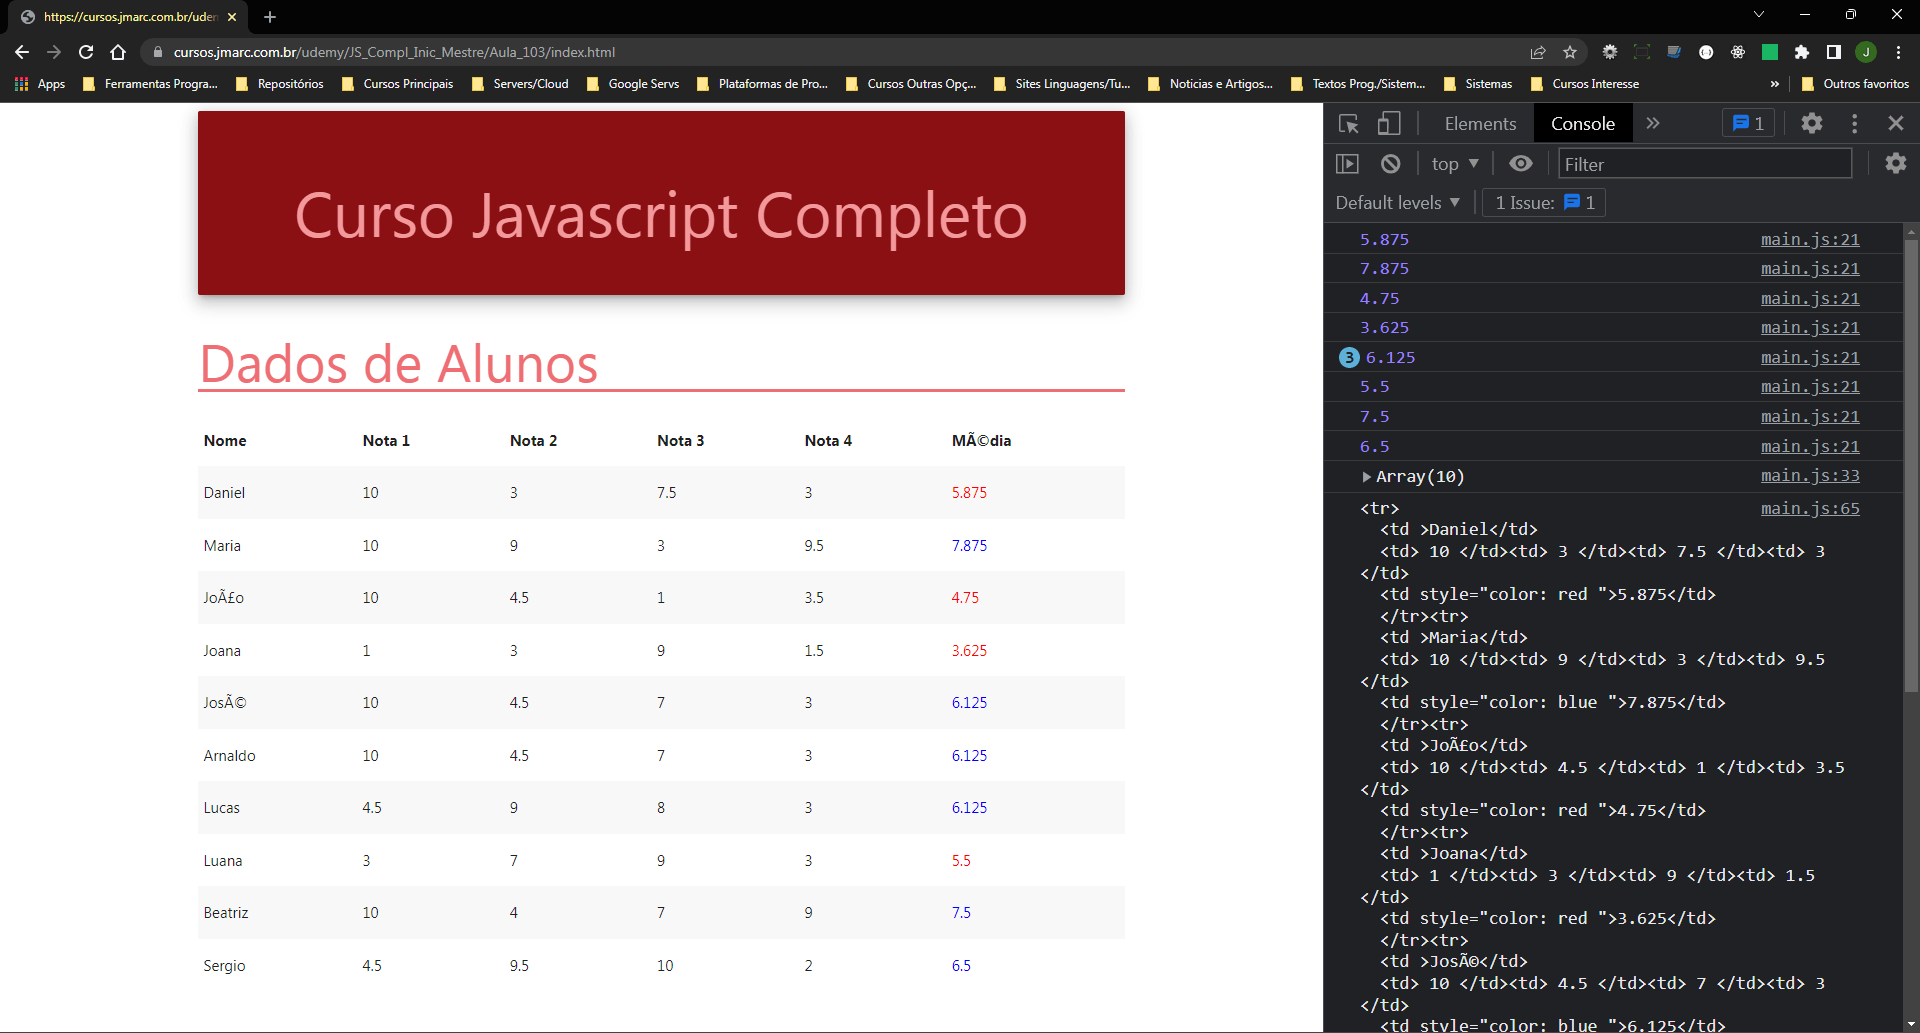 https://cursos.jmarc.com.br/uden
cursos.jmarc.com.br/udemy/JS_Compl_Inic_Mestre/Aula_103/index.html
J
Apps Ferramentas Progra... Repositórios Cursos Principais Servers/Cloud Google Servs Plataformas de Pro... Cursos Outras Opç... Sites Linguagens/Tu... Noticias e Artigos... Textos Prog./Sistem... Sistemas Cursos Interesse » Outros favoritos
Curso Javascript Completo
Dados de Alunos
Nome Nota 1 Nota 2 Nota 3 Nota 4 MÃ©dia
Daniel 10 3 7.5 3 5.875
Maria 10 9 3 9.5 7.875
JoÃ£o 10 4.5 1 3.5 4.75
Joana 1 3 9 1.5 3.625
JosÃ© 10 4.5 7 3 6.125
Arnaldo 10 4.5 7 3 6.125
Lucas 4.5 9 8 3 6.125
Luana 3 7 9 3 5.5
Beatriz 10 4 7 9 7.5
Sergio 4.5 9.5 10 2 6.5
Elements Console » 1
top ▼ Filter
Default levels ▼ 1 Issue: 1
5.875 main.js:21
7.875 main.js:21
4.75 main.js:21
3.625 main.js:21
3 6.125 main.js:21
5.5 main.js:21
7.5 main.js:21
6.5 main.js:21
▶Array(10) main.js:33
<tr> main.js:65
<td >Daniel</td>
<td> 10 </td><td> 3 </td><td> 7.5 </td><td> 3
</td>
<td style="color: red ">5.875</td>
</tr><tr>
<td >Maria</td>
<td> 10 </td><td> 9 </td><td> 3 </td><td> 9.5
</td>
<td style="color: blue ">7.875</td>
</tr><tr>
<td >JoÃ£o</td>
<td> 10 </td><td> 4.5 </td><td> 1 </td><td> 3.5
</td>
<td style="color: red ">4.75</td>
</tr><tr>
<td >Joana</td>
<td> 1 </td><td> 3 </td><td> 9 </td><td> 1.5
</td>
<td style="color: red ">3.625</td>
</tr><tr>
<td >JosÃ©</td>
<td> 10 </td><td> 4.5 </td><td> 7 </td><td> 3
</td>
<td style="color: blue ">6.125</td>